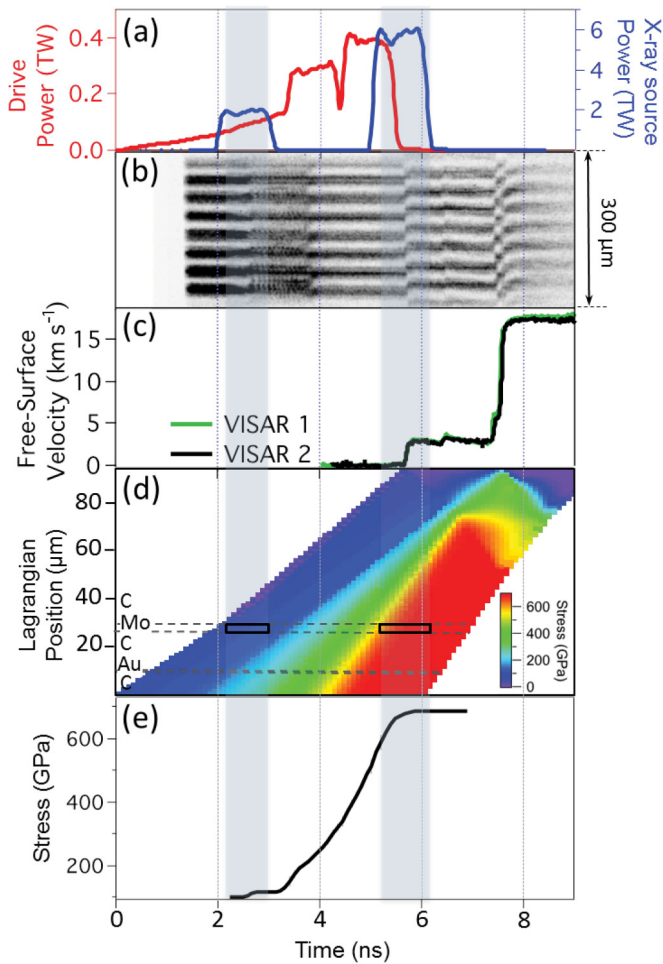 (a)
Drive
Power (TW)
0.4
0.2
0.0
6
4
2
X-ray source
Power (TW)
(b)
300 μm
(c)
Free-Surface
Velocity (km s⁻¹)
15
10
5
0
VISAR 1
VISAR 2
(d)
Lagrangian
Position (μm)
80
60
40
20
C
Mo
C
Au
C
600
400
200
0
Stress
(GPa)
(e)
Stress (GPa)
600
400
200
0
2
4
6
8
Time (ns)